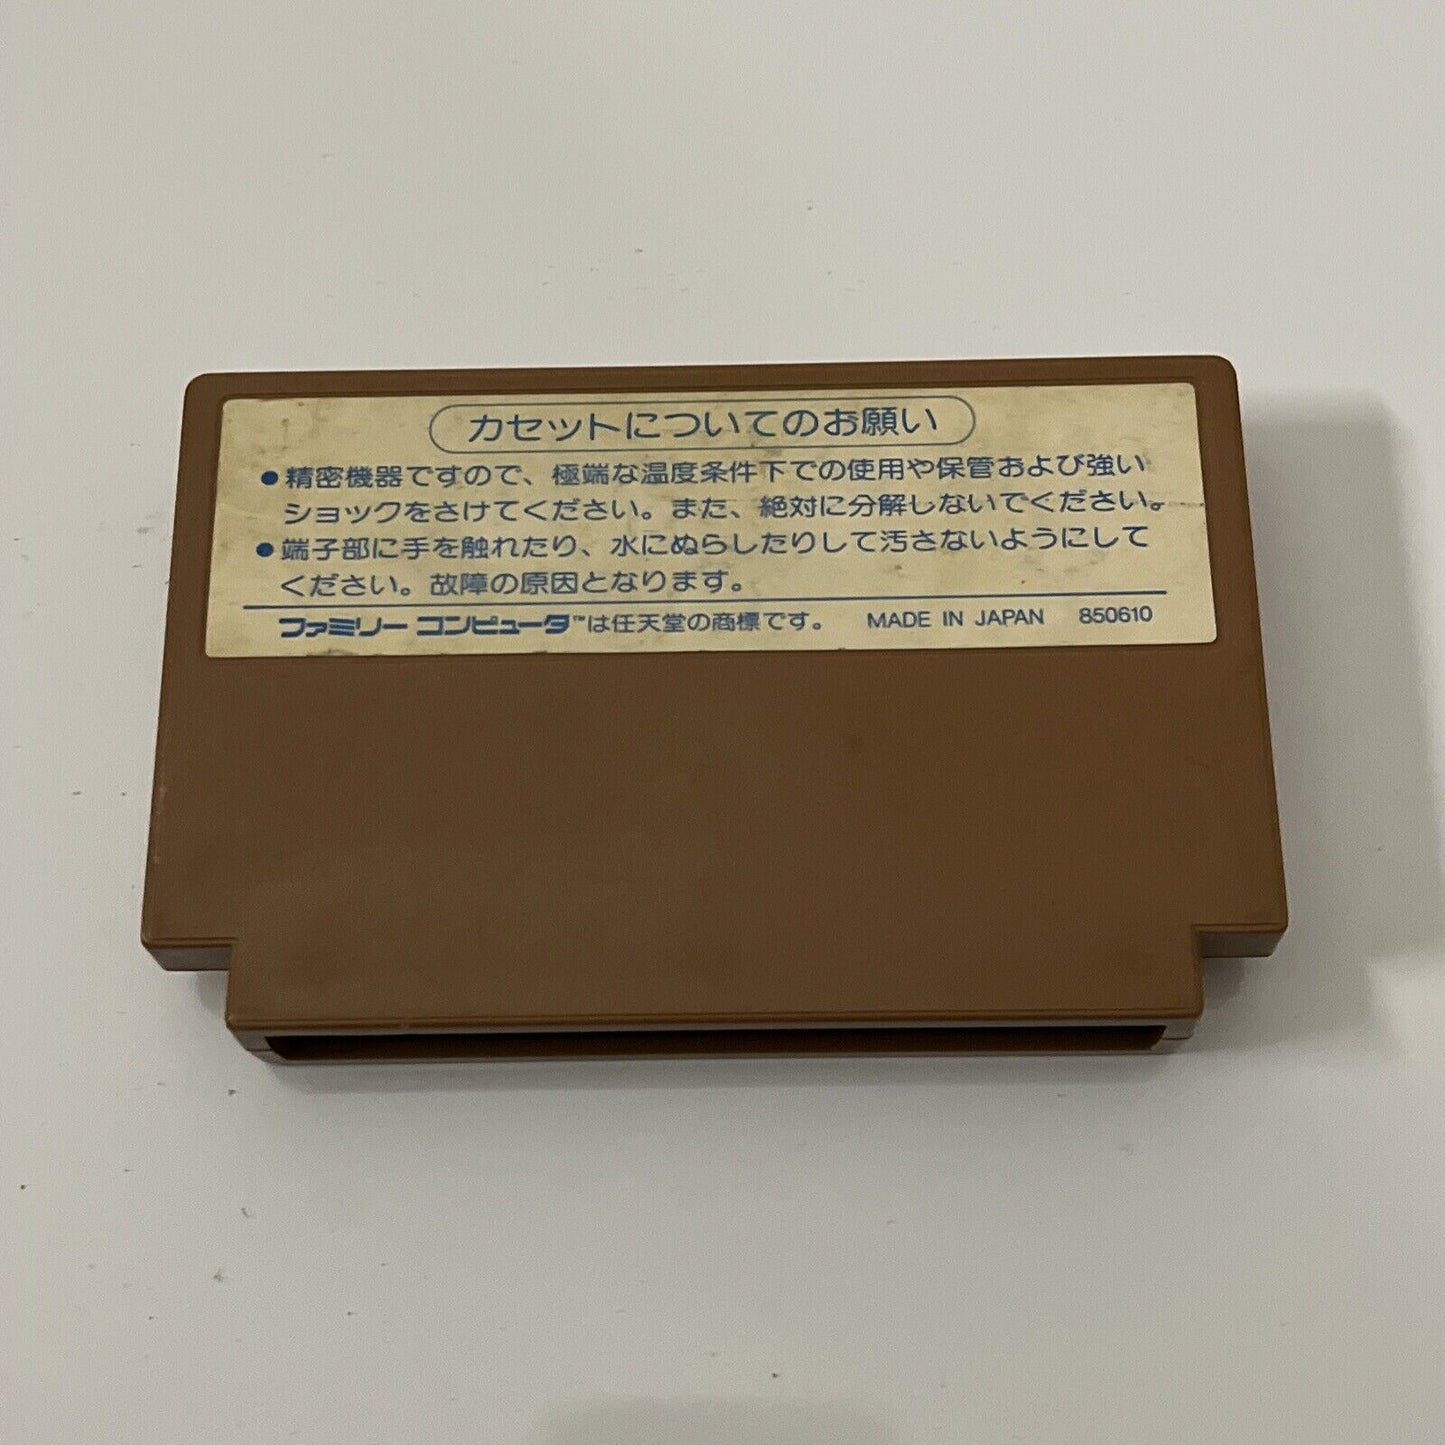 カセットについてのお願い
●精密機器ですので、極端な温度条件下での使用や保管および強い
ショックをさけてください。また、絶対に分解しないでください。
●端子部に手を触れたり、水にぬらしたりして汚さないようにして
ください。故障の原因となります。
ファミリー コンピュータ™は任天堂の商標です。 MADE IN JAPAN 850610